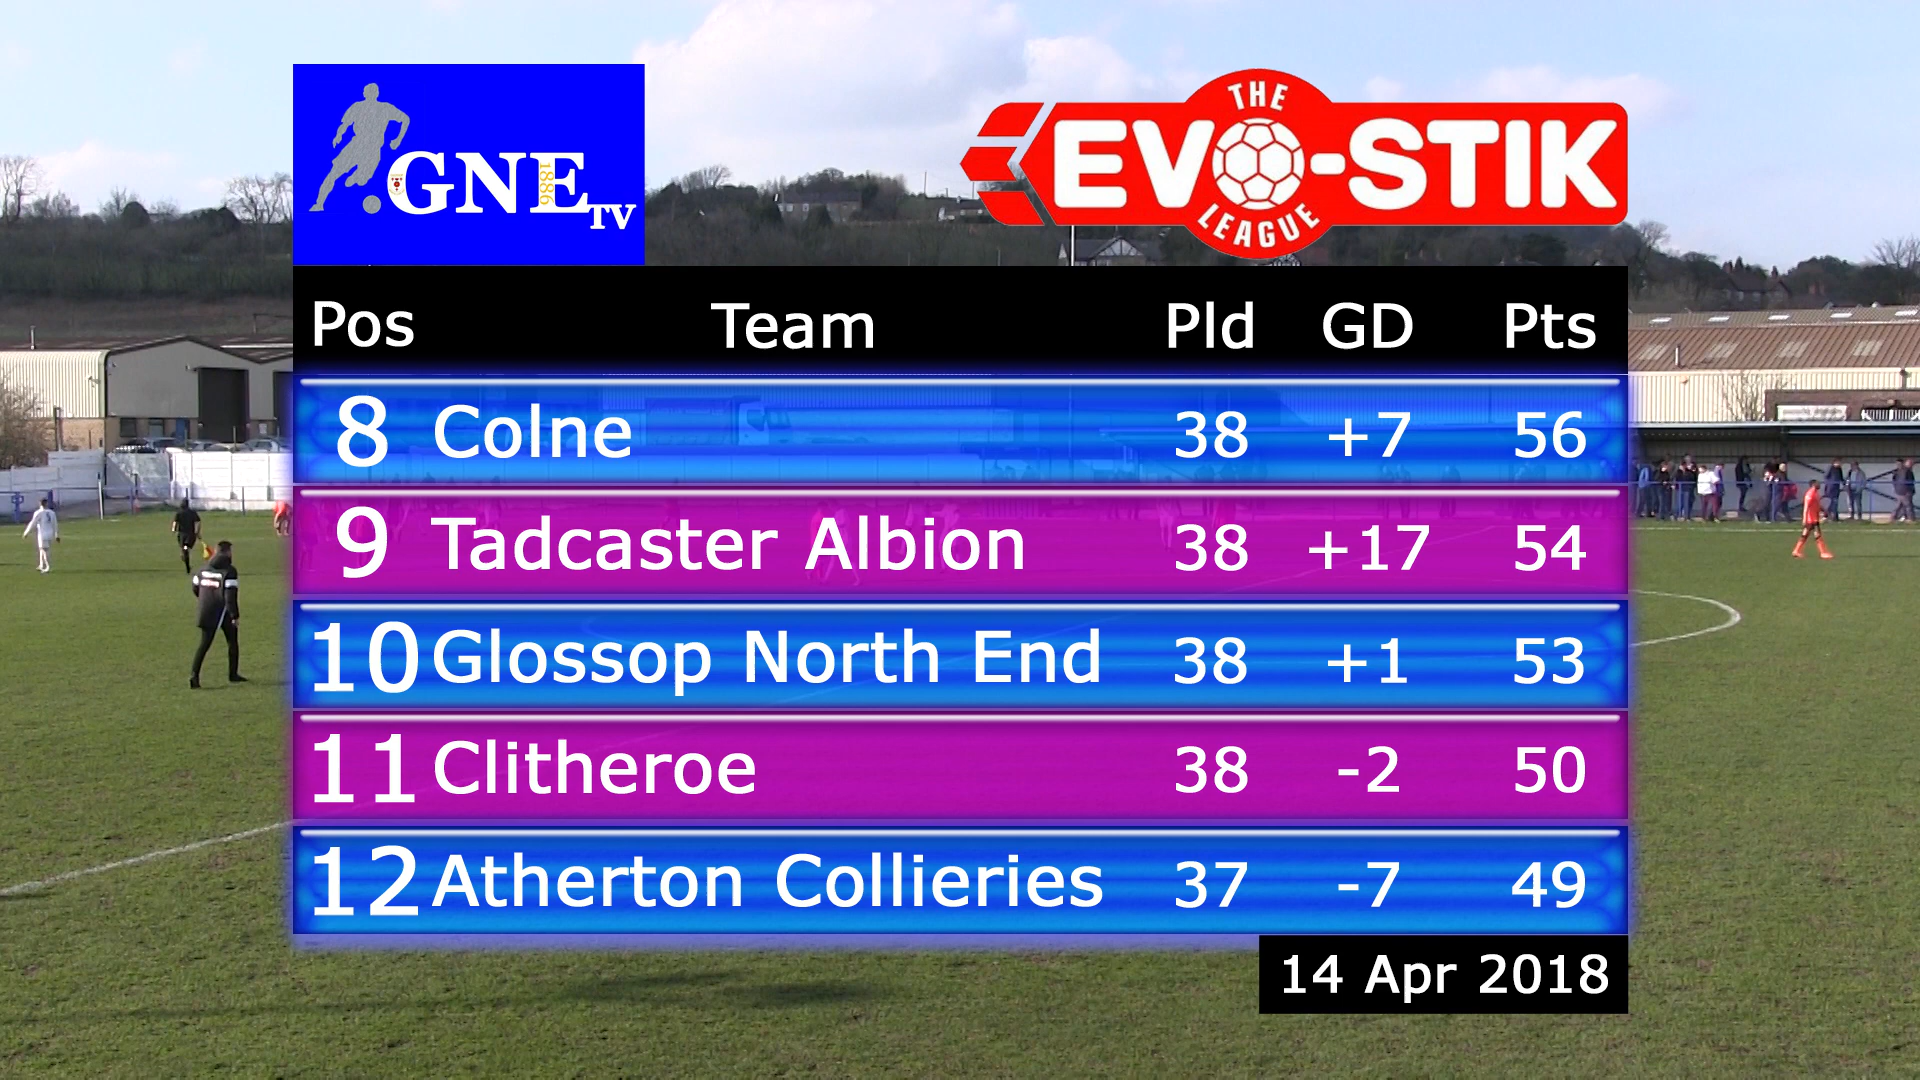 GNE TV
1886
THE
EVO-STIK
LEAGUE
Pos Team Pld GD Pts
8 Colne 38 +7 56
9 Tadcaster Albion 38 +17 54
10 Glossop North End 38 +1 53
11 Clitheroe 38 -2 50
12 Atherton Collieries 37 -7 49
14 Apr 2018